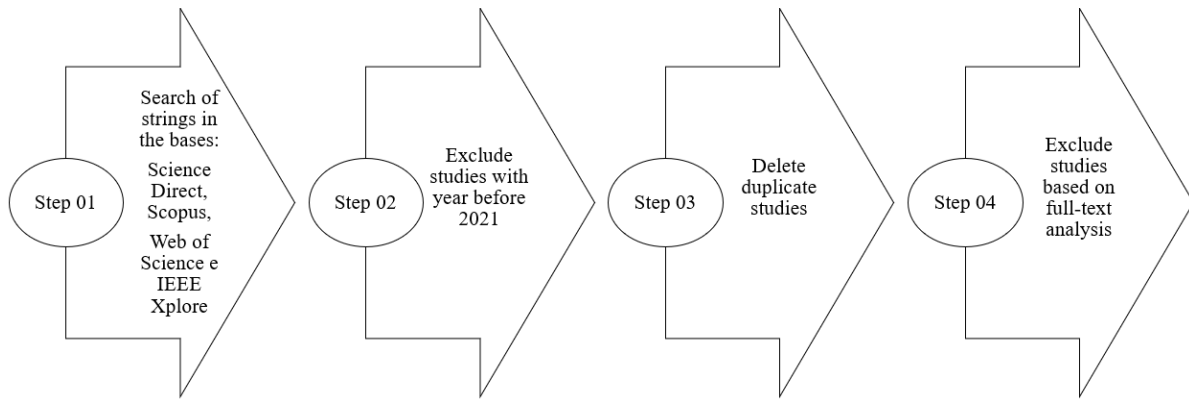 Step 01
Search of
strings in
the bases:
Science
Direct,
Scopus,
Web of
Science e
IEEE
Xplore
Step 02
Exclude
studies with
year before
2021
Step 03
Delete
duplicate
studies
Step 04
Exclude
studies
based on
full-text
analysis